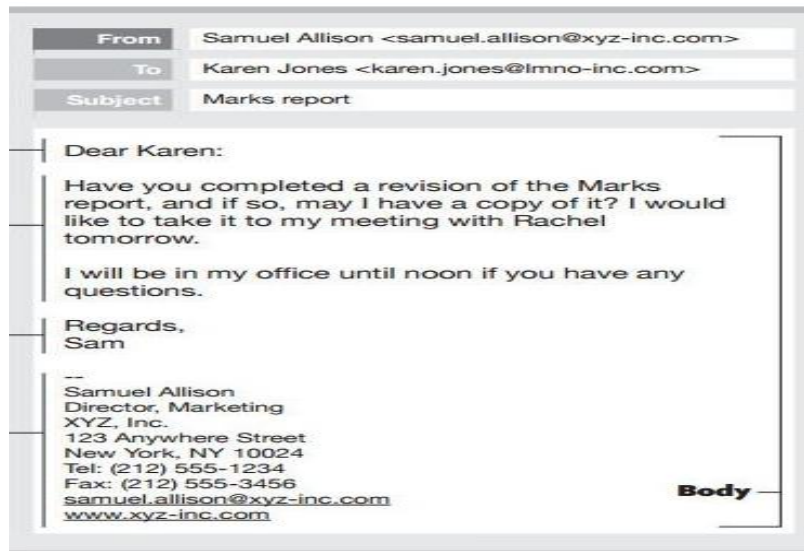 From Samuel Allison <samuel.allison@xyz-inc.com>
To Karen Jones <karen.jones@lmno-inc.com>
Subject Marks report
Dear Karen:
Have you completed a revision of the Marks
report, and if so, may I have a copy of it? I would
like to take it to my meeting with Rachel
tomorrow.
I will be in my office until noon if you have any
questions.
Regards,
Sam
--
Samuel Allison
Director, Marketing
XYZ, Inc.
123 Anywhere Street
New York, NY 10024
Tel: (212) 555-1234
Fax: (212) 555-3456
samuel.allison@xyz-inc.com
www.xyz-inc.com
Body